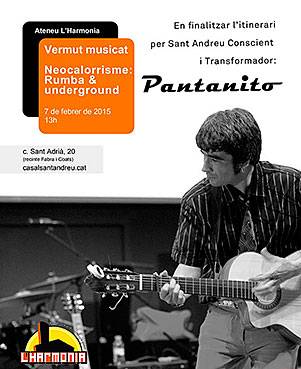 Ateneu L'Harmonia
Vermut musicat
Neocalorrisme:
Rumba &
underground
7 de febrer de 2015
13h
c. Sant Adrià, 20
(recinte Fabra i Coats)
casalsantandreu.cat
En finalitzar l'itinerari
per Sant Andreu Conscient
i Transformador:
Pantanito
L'HARMONIA